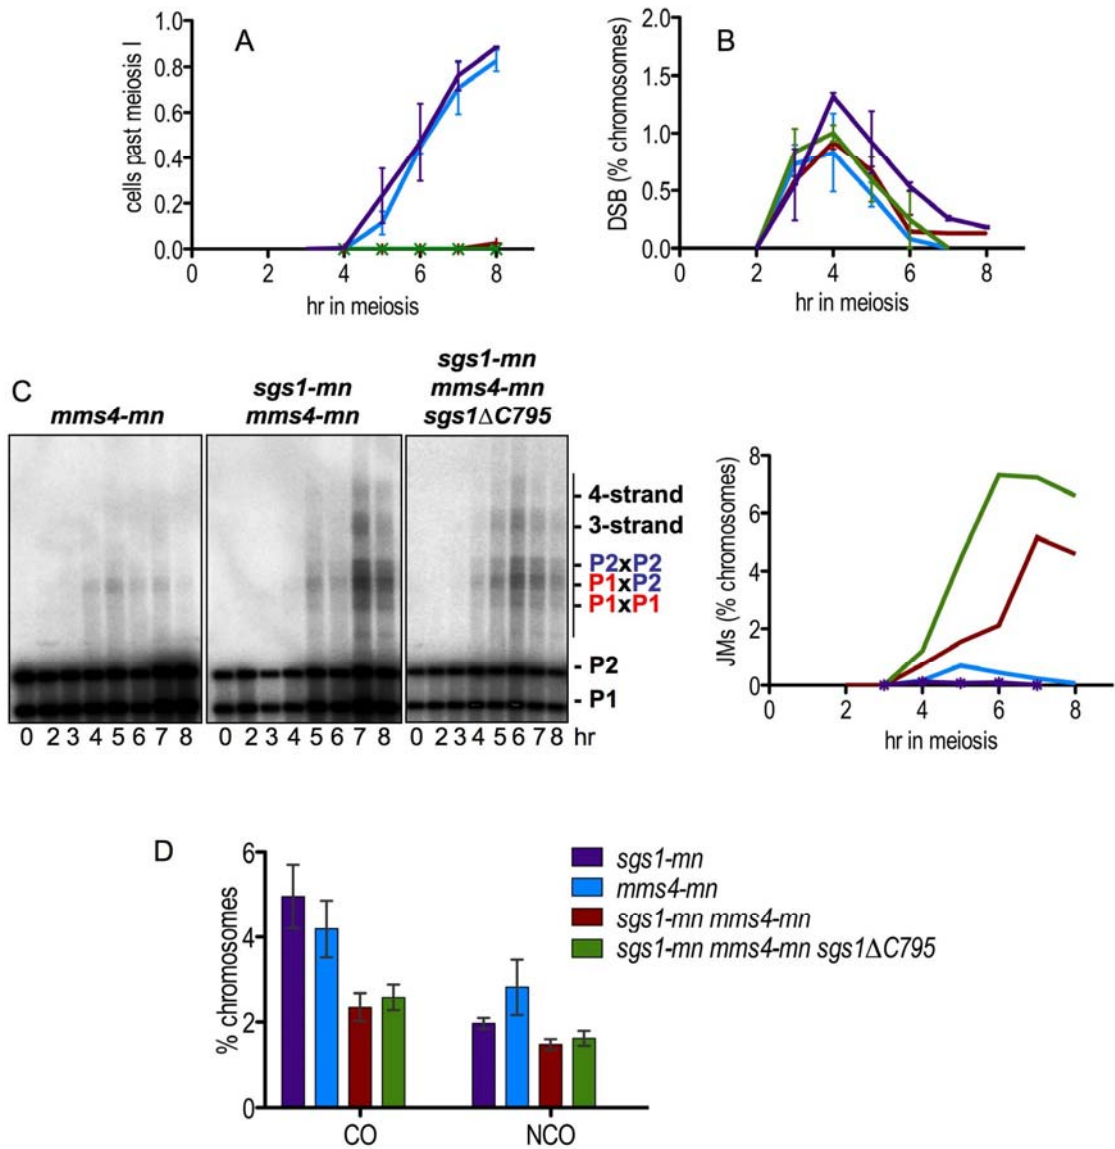 A
cells past meiosis I
1.0
0.8
0.6
0.4
0.2
0.0
0 2 4 6 8
hr in meiosis
B
DSB (% chromosomes)
2.0
1.5
1.0
0.5
0.0
0 2 4 6 8
hr in meiosis
C
mms4-mn
sgs1-mn
mms4-mn
sgs1-mn
mms4-mn
sgs1ΔC795
- 4-strand
- 3-strand
- P2xP2
- P1xP2
- P1xP1
- P2
- P1
0 2 3 4 5 6 7 8
0 2 3 4 5 6 7 8
0 2 3 4 5 6 7 8 hr
JMs (% chromosomes)
8
6
4
2
0
0 2 4 6 8
hr in meiosis
D
% chromosomes
6
4
2
0
CO NCO
sgs1-mn
mms4-mn
sgs1-mn mms4-mn
sgs1-mn mms4-mn sgs1ΔC795